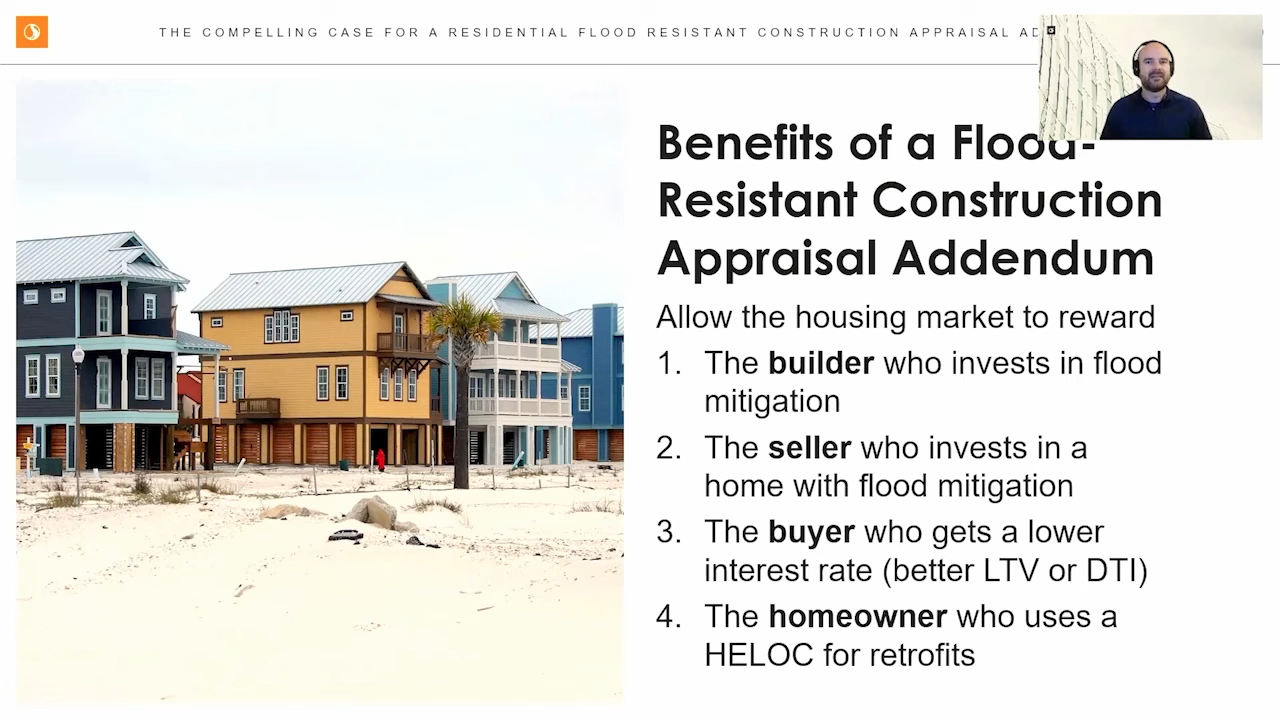 THE COMPELLING CASE FOR A RESIDENTIAL FLOOD RESISTANT CONSTRUCTION APPRAISAL
Benefits of a Flood-
Resistant Construction
Appraisal Addendum
Allow the housing market to reward
1. The builder who invests in flood
mitigation
2. The seller who invests in a
home with flood mitigation
3. The buyer who gets a lower
interest rate (better LTV or DTI)
4. The homeowner who uses a
HELOC for retrofits